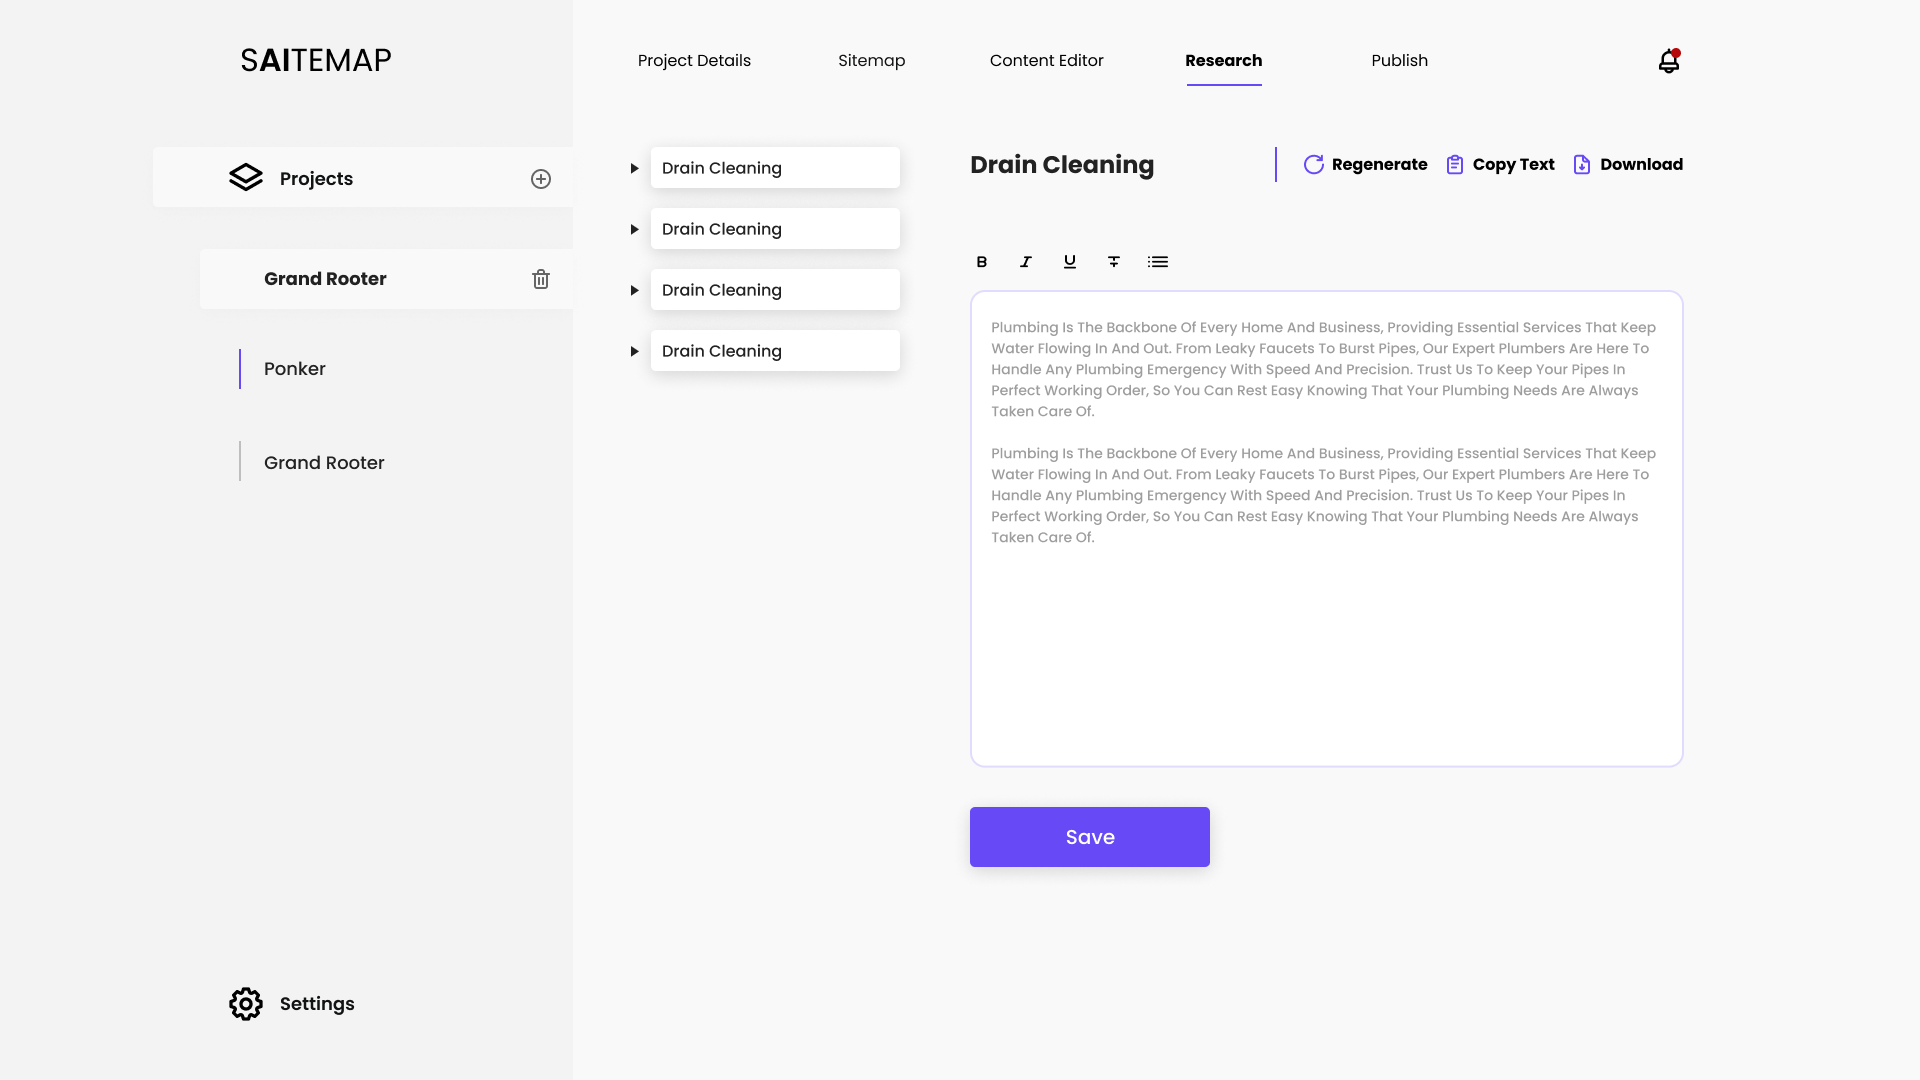 SAITEMAP
Project Details
Sitemap
Content Editor
Research
Publish
Projects
Grand Rooter
Ponker
Grand Rooter
Settings
Drain Cleaning
Drain Cleaning
Drain Cleaning
Drain Cleaning
Drain Cleaning
Regenerate
Copy Text
Download
B I U T
Plumbing Is The Backbone Of Every Home And Business, Providing Essential Services That Keep
Water Flowing In And Out. From Leaky Faucets To Burst Pipes, Our Expert Plumbers Are Here To
Handle Any Plumbing Emergency With Speed And Precision. Trust Us To Keep Your Pipes In
Perfect Working Order, So You Can Rest Easy Knowing That Your Plumbing Needs Are Always
Taken Care Of.
Plumbing Is The Backbone Of Every Home And Business, Providing Essential Services That Keep
Water Flowing In And Out. From Leaky Faucets To Burst Pipes, Our Expert Plumbers Are Here To
Handle Any Plumbing Emergency With Speed And Precision. Trust Us To Keep Your Pipes In
Perfect Working Order, So You Can Rest Easy Knowing That Your Plumbing Needs Are Always
Taken Care Of.
Save